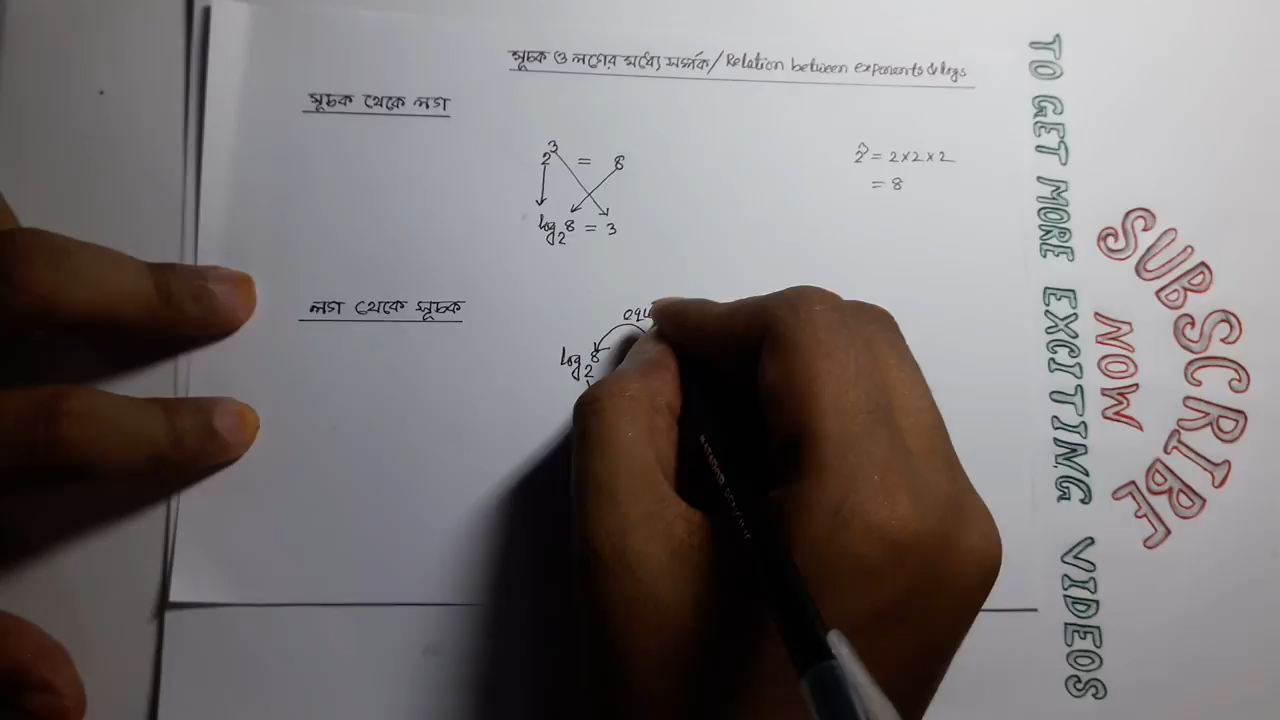 সূচক ও লগের মধ্যে সম্পর্ক/Relation between exponents & logs
সূচক থেকে লগ
2³ = 8
log₂8 = 3
2³ = 2×2×2
= 8
লগ থেকে সূচক
log₂8
TO GET MORE EXCITING VIDEOS
SUBSCRIBE
NOW